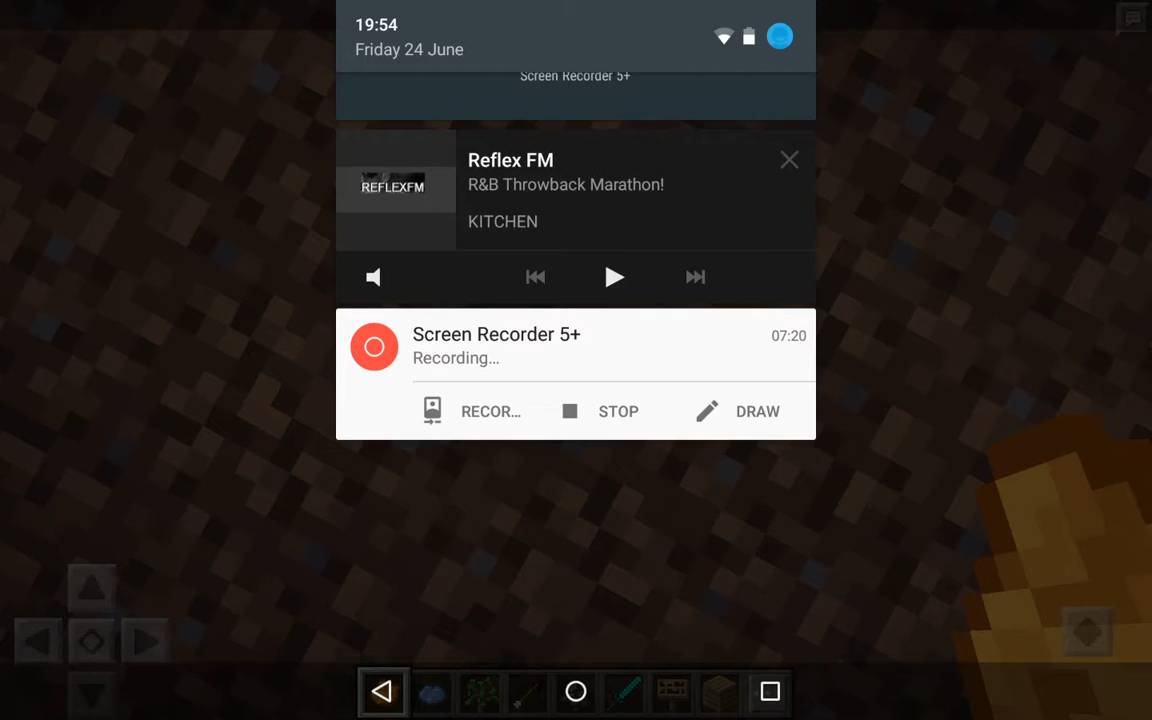 19:54
Friday 24 June
Screen Recorder 5+
Reflex FM
R&B Throwback Marathon!
REFLEXFM
KITCHEN
Screen Recorder 5+
07:20
Recording...
RECOR...
STOP
DRAW